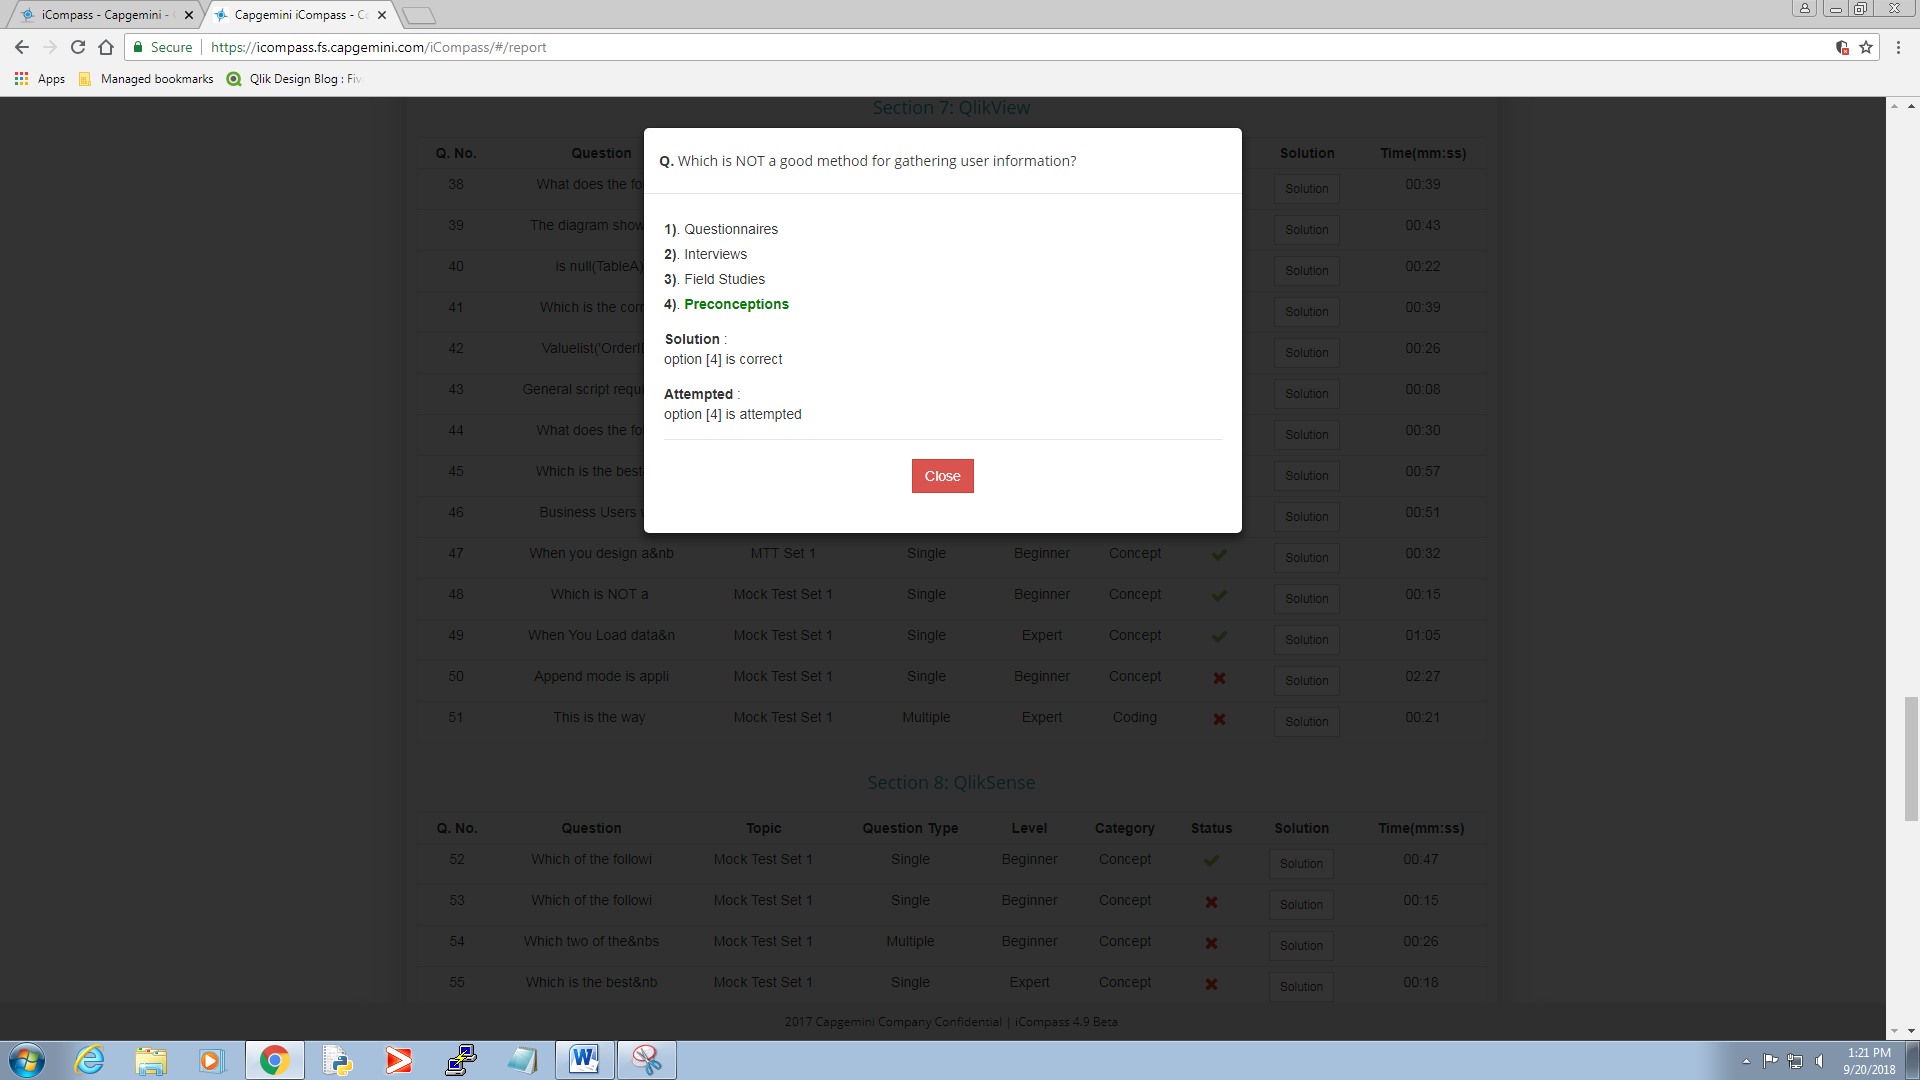 iCompass - Capgemini -
Capgemini iCompass - C
Secure
https://icompass.fs.capgemini.com/iCompass/#/report
Apps
Managed bookmarks
Qlik Design Blog : Fiv
Section 7: QlikView
Q. No. Question Solution Time(mm:ss)
38 What does the fo Solution 00:39
39 The diagram show Solution 00:43
40 is null(TableA) Solution 00:22
41 Which is the corr Solution 00:39
42 Valuelist('OrderI Solution 00:26
43 General script requi Solution 00:08
44 What does the fo Solution 00:30
45 Which is the best Solution 00:57
46 Business Users Solution 00:51
47 When you design a&nb MTT Set 1 Single Beginner Concept Solution 00:32
48 Which is NOT a Mock Test Set 1 Single Beginner Concept Solution 00:15
49 When You Load data&n Mock Test Set 1 Single Expert Concept Solution 01:05
50 Append mode is appli Mock Test Set 1 Single Beginner Concept Solution 02:27
51 This is the way Mock Test Set 1 Multiple Expert Coding Solution 00:21
Q. Which is NOT a good method for gathering user information?
1). Questionnaires
2). Interviews
3). Field Studies
4). Preconceptions
Solution :
option [4] is correct
Attempted :
option [4] is attempted
Close
Section 8: QlikSense
Q. No. Question Topic Question Type Level Category Status Solution Time(mm:ss)
52 Which of the followi Mock Test Set 1 Single Beginner Concept Solution 00:47
53 Which of the followi Mock Test Set 1 Single Beginner Concept Solution 00:15
54 Which two of the&nbs Mock Test Set 1 Multiple Beginner Concept Solution 00:26
55 Which is the best&nb Mock Test Set 1 Single Expert Concept Solution 00:18
2017 Capgemini Company Confidential | iCompass 4.9 Beta
1:21 PM
9/20/2018